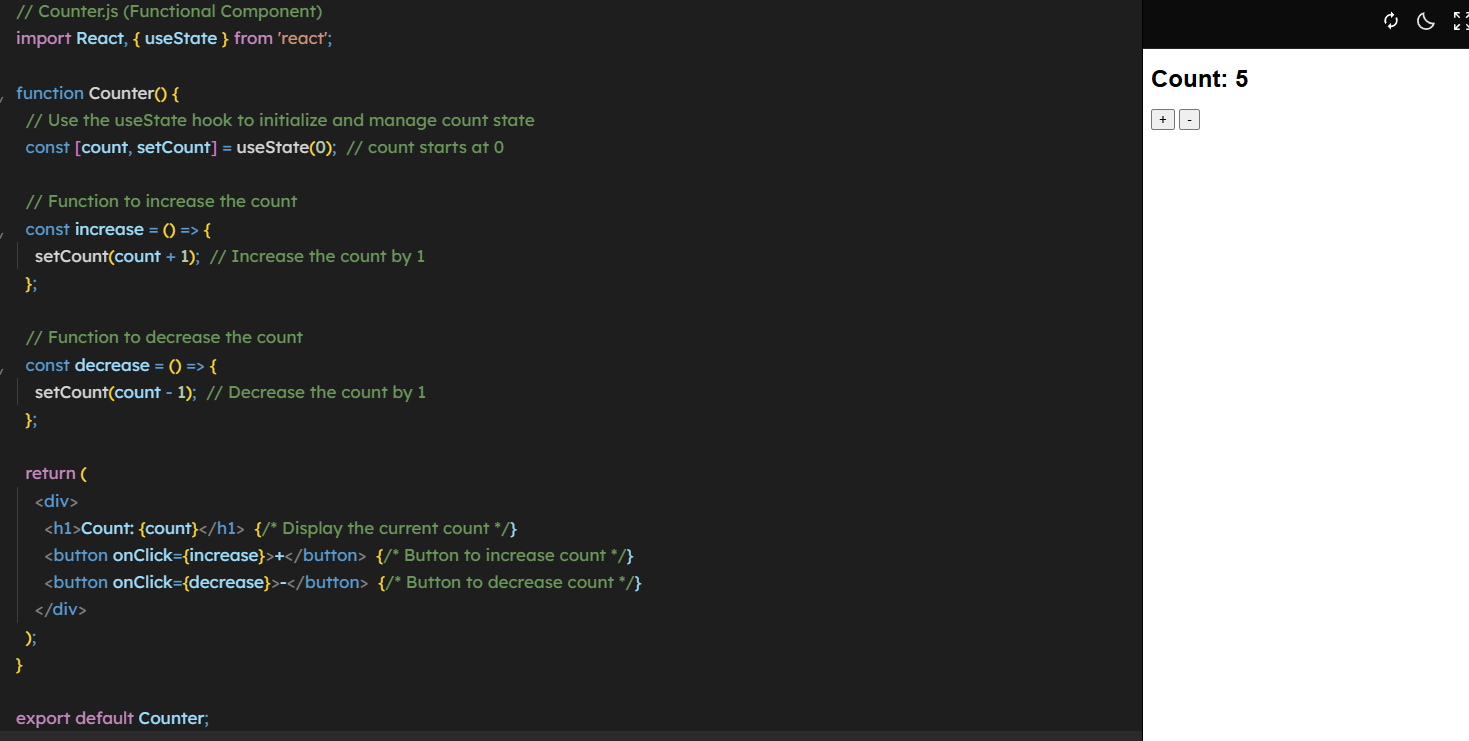 // Counter.js (Functional Component)
import React, { useState } from 'react';
function Counter() {
// Use the useState hook to initialize and manage count state
const [count, setCount] = useState(0); // count starts at 0
// Function to increase the count
const increase = () => {
setCount(count + 1); // Increase the count by 1
};
// Function to decrease the count
const decrease = () => {
setCount(count - 1); // Decrease the count by 1
};
return (
<div>
<h1>Count: {count}</h1> {/* Display the current count */}
<button onClick={increase}>+</button> {/* Button to increase count */}
<button onClick={decrease}>-</button> {/* Button to decrease count */}
</div>
);
}
export default Counter;
Count: 5
+ -